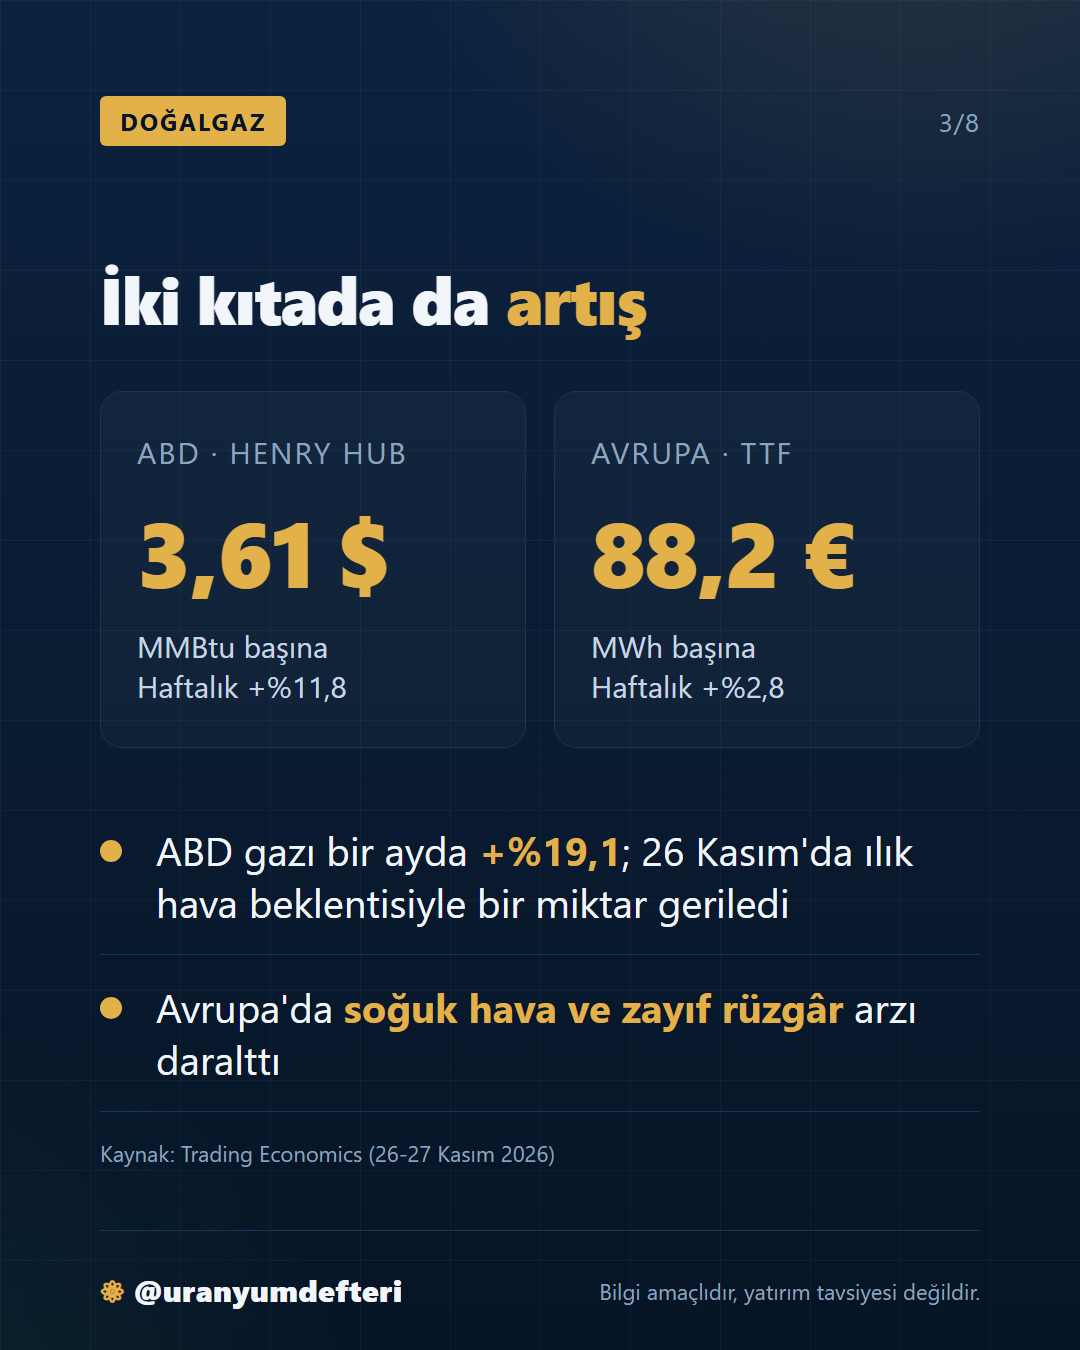 DOĞALGAZ
3/8
İki kıtada da artış
ABD · HENRY HUB
3,61 $
MMBtu başına
Haftalık +%11,8
AVRUPA · TTF
88,2 €
MWh başına
Haftalık +%2,8
ABD gazı bir ayda +%19,1; 26 Kasım'da ılık
hava beklentisiyle bir miktar geriledi
Avrupa'da soğuk hava ve zayıf rüzgâr arzı
daralttı
Kaynak: Trading Economics (26-27 Kasım 2026)
@uranyumdefteri
Bilgi amaçlıdır, yatırım tavsiyesi değildir.